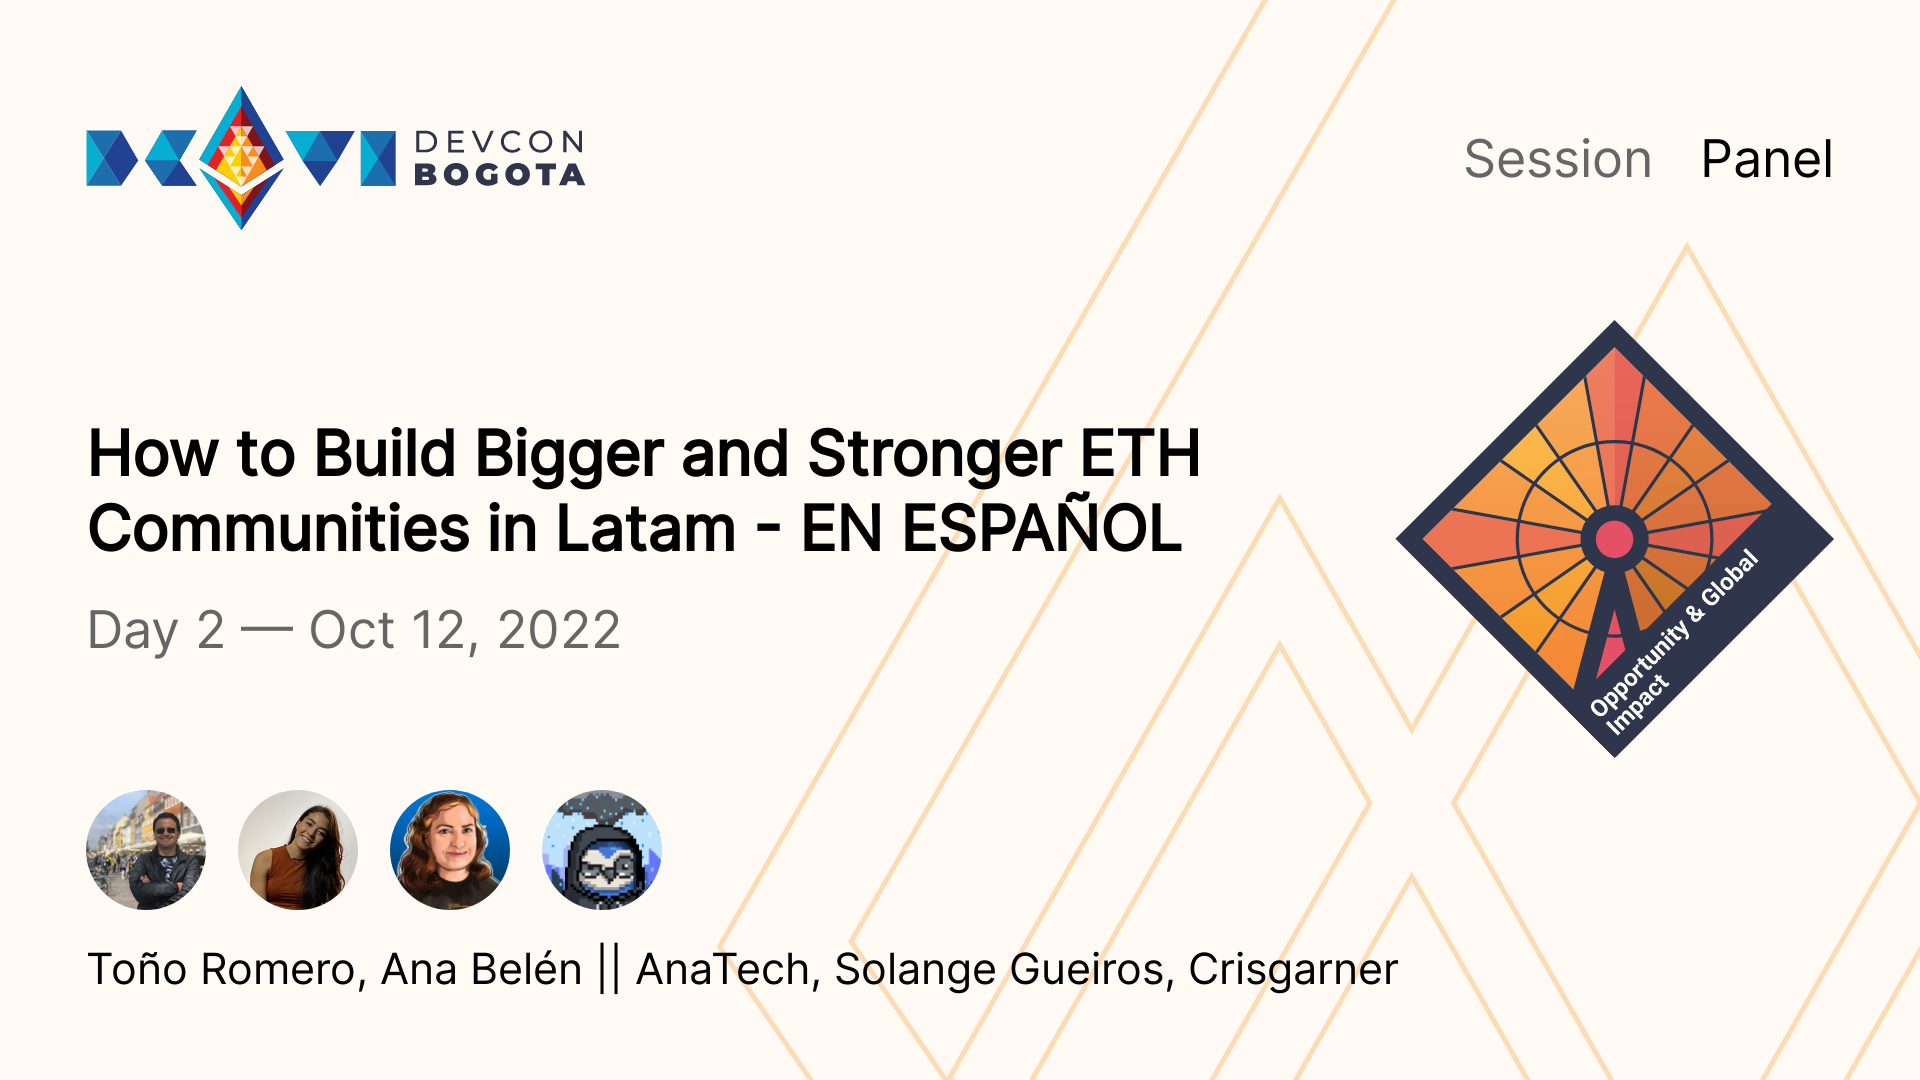 DEVCON
BOGOTA
Session Panel
How to Build Bigger and Stronger ETH
Communities in Latam - EN ESPAÑOL
Day 2 — Oct 12, 2022
Opportunity & Global
Impact
Toño Romero, Ana Belén || AnaTech, Solange Gueiros, Crisgarner